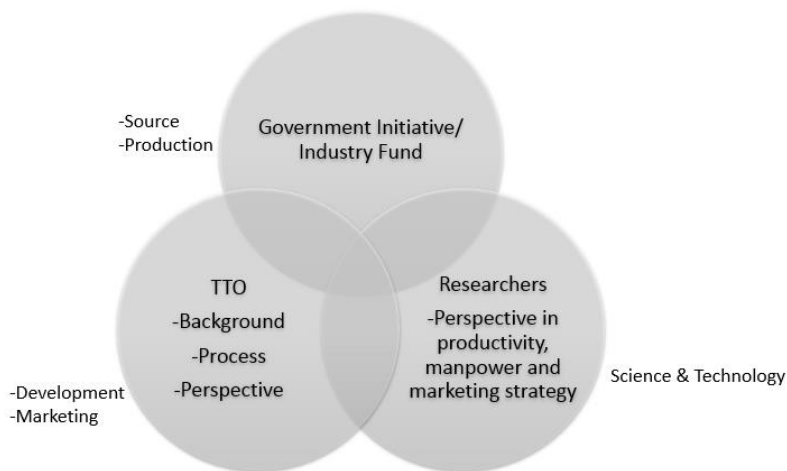 -Source
-Production
Government Initiative/
Industry Fund
TTO
-Background
-Process
-Perspective
Researchers
-Perspective in
productivity,
manpower and
marketing strategy
-Development
-Marketing
Science & Technology